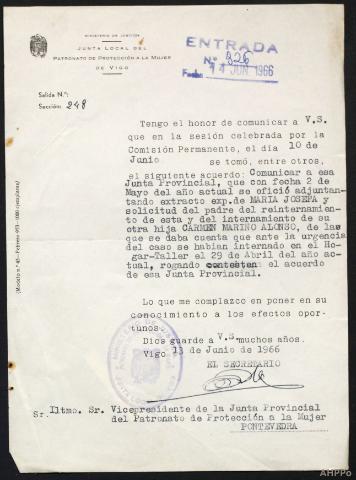 MINISTERIO DE JUSTICIA
JUNTA LOCAL DEL
PATRONATO DE PROTECCIÓN A LA MUJER
DE VIGO
ENTRADA
N.º 826
Fecha 14 JUN 1966
Salida N.º:
Sección: 248
Tengo el honor de comunicar a V.S.
que en la sesión celebrada por la
Comisión Permanente, el día 10 de
Junio se tomó, entre otros,
el siguiente acuerdo: Comunicar a esa
Junta Provincial, que con fecha 2 de
Mayo del año actual se ofició adjuntan-
tando extracto exp. de MARIA JOSEFA y
solicitud del padre del reinternamien-
to de esta y del internamiento de su
otra hija CARMEN MARIÑO ALONSO, de las
que se daba cuenta que ante la urgencia
del caso se habían internado en el Ho-
gar-Taller el 29 de Abril del año ac-
tual, rogando contesten el acuerdo
de esa Junta Provincial.
Lo que me complazco en poner en su
conocimiento a los efectos opor-
tunos.
Dios guarde a V.S. muchos años.
Vigo, 13 de Junio de 1966
EL SECRETARIO
Sr. Iltmo. Sr. Vicepresidente de la Junta Provincial
del Patronato de Protección a la Mujer
PONTEVEDRA
AHPPo